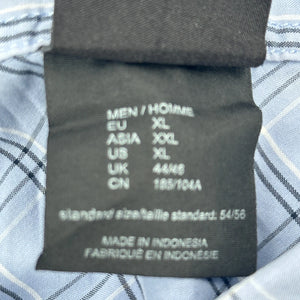 MEN / HOMME
EU XL
ASIA XXL
US XL
UK 44/46
CN 185/104A
standard size/taille standard: 54/56
MADE IN INDONESIA
FABRIQUÉ EN INDONÉSIE